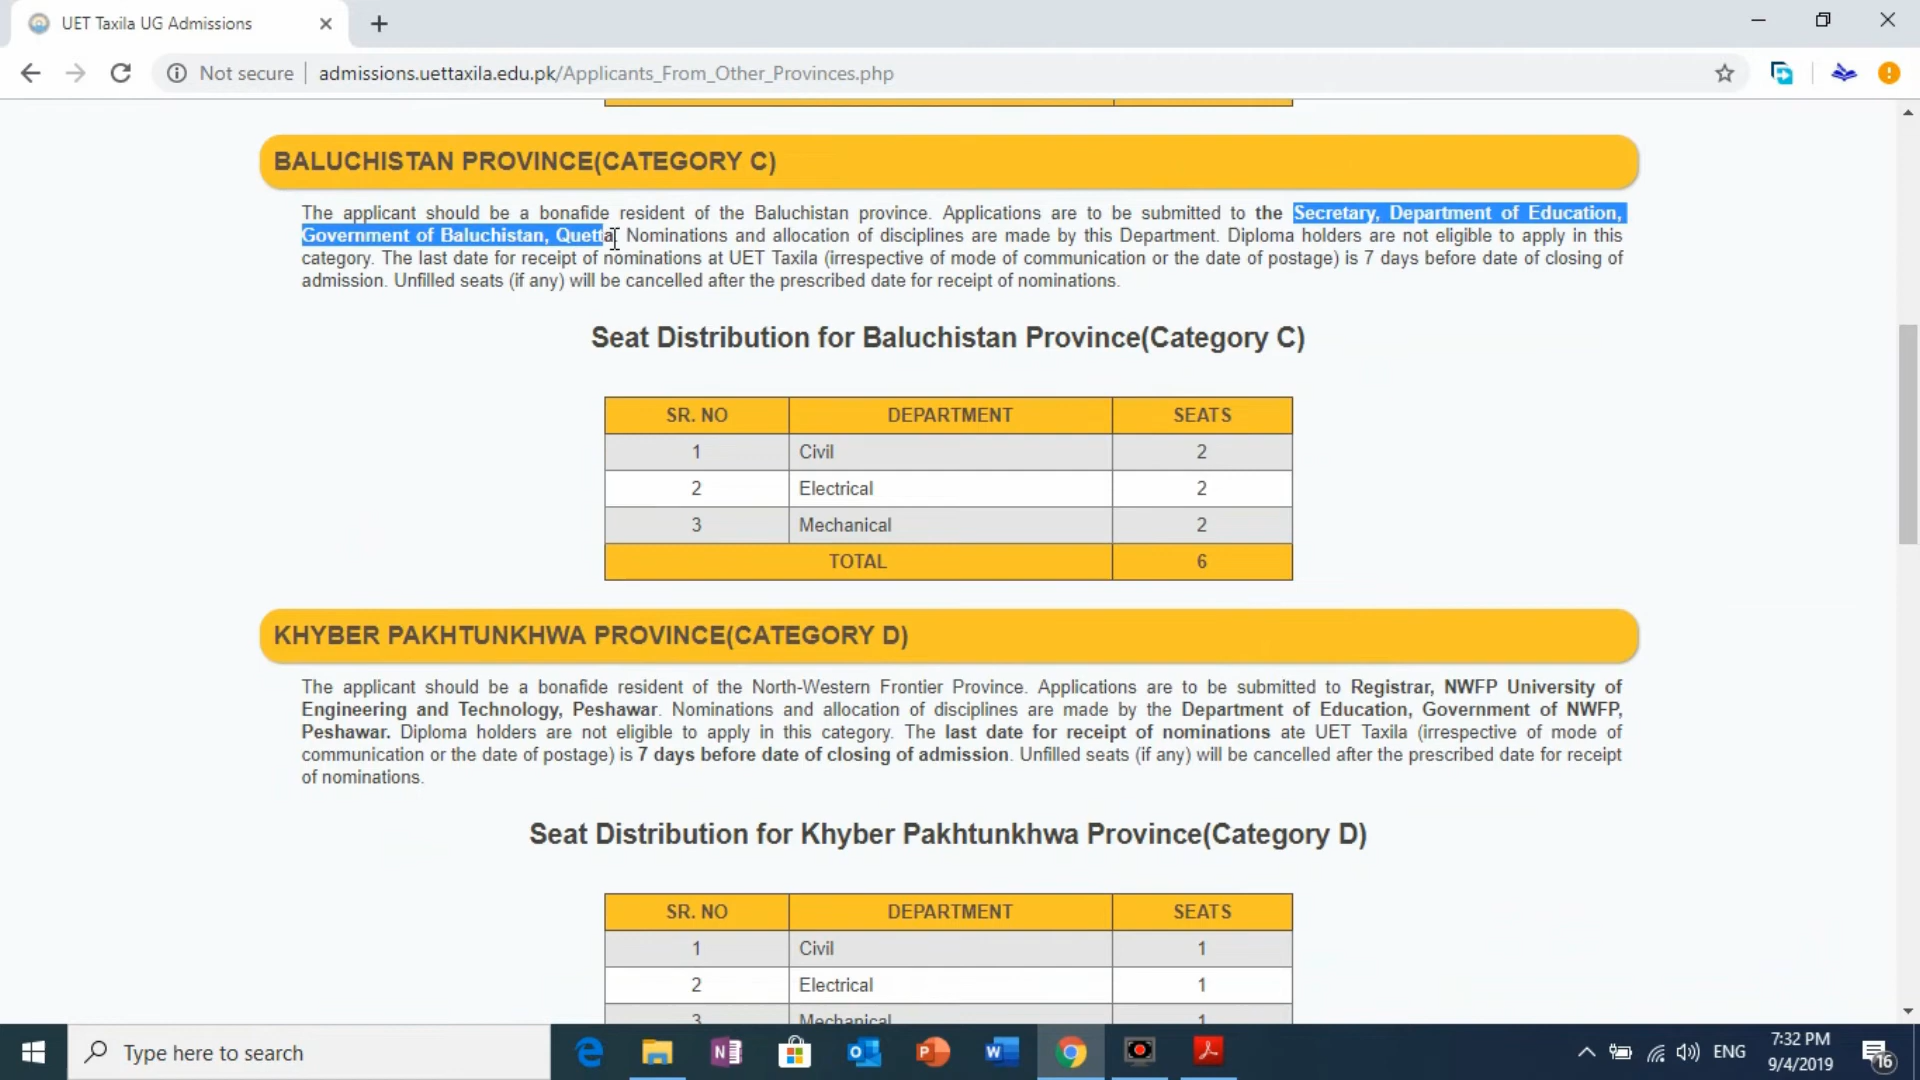 UET Taxila UG Admissions
Not secure admissions.uettaxila.edu.pk/Applicants_From_Other_Provinces.php
BALUCHISTAN PROVINCE(CATEGORY C)
The applicant should be a bonafide resident of the Baluchistan province. Applications are to be submitted to the Secretary, Department of Education,
Government of Baluchistan, Quetta. Nominations and allocation of disciplines are made by this Department. Diploma holders are not eligible to apply in this
category. The last date for receipt of nominations at UET Taxila (irrespective of mode of communication or the date of postage) is 7 days before date of closing of
admission. Unfilled seats (if any) will be cancelled after the prescribed date for receipt of nominations.
Seat Distribution for Baluchistan Province(Category C)
SR. NO DEPARTMENT SEATS
1 Civil 2
2 Electrical 2
3 Mechanical 2
TOTAL 6
KHYBER PAKHTUNKHWA PROVINCE(CATEGORY D)
The applicant should be a bonafide resident of the North-Western Frontier Province. Applications are to be submitted to Registrar, NWFP University of
Engineering and Technology, Peshawar. Nominations and allocation of disciplines are made by the Department of Education, Government of NWFP,
Peshawar. Diploma holders are not eligible to apply in this category. The last date for receipt of nominations ate UET Taxila (irrespective of mode of
communication or the date of postage) is 7 days before date of closing of admission. Unfilled seats (if any) will be cancelled after the prescribed date for receipt
of nominations.
Seat Distribution for Khyber Pakhtunkhwa Province(Category D)
SR. NO DEPARTMENT SEATS
1 Civil 1
2 Electrical 1
3 Mechanical 1
Type here to search
ENG
7:32 PM
9/4/2019
16